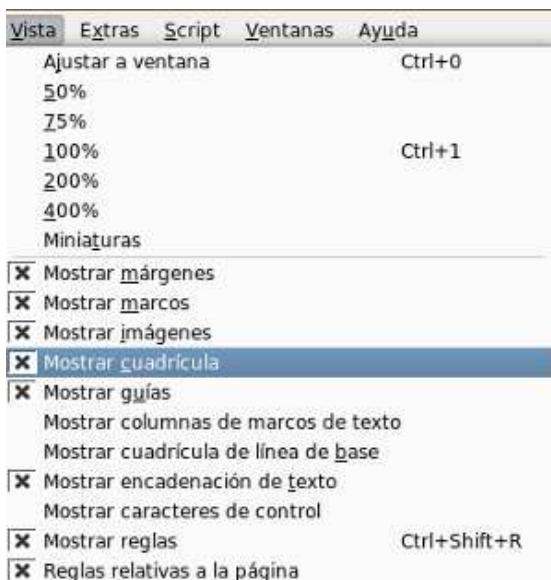 Vista Extras Script Ventanas Ayuda
Ajustar a ventana Ctrl+0
50%
75%
100% Ctrl+1
200%
400%
Miniaturas
Mostrar márgenes
Mostrar marcos
Mostrar imágenes
Mostrar cuadrícula
Mostrar guías
Mostrar columnas de marcos de texto
Mostrar cuadrícula de línea de base
Mostrar encadenación de texto
Mostrar caracteres de control
Mostrar reglas Ctrl+Shift+R
Reglas relativas a la página